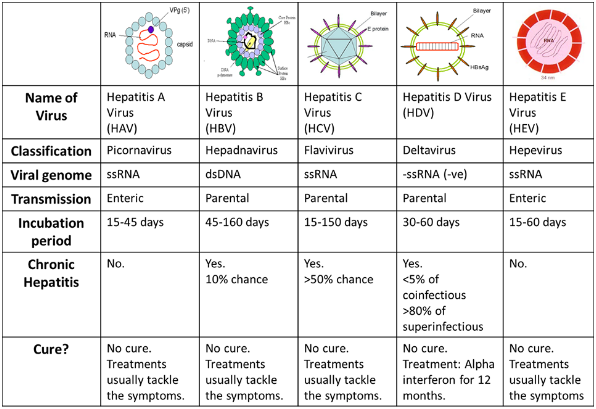 VPg (5')
RNA
capsid
DNA
Bilayer
E protein
Bilayer
RNA
HBsAg
RNA
Name of Virus
Hepatitis A Virus (HAV)
Hepatitis B Virus (HBV)
Hepatitis C Virus (HCV)
Hepatitis D Virus (HDV)
Hepatitis E Virus (HEV)
Classification
Picornavirus
Hepadnavirus
Flavivirus
Deltavirus
Hepevirus
Viral genome
ssRNA
dsDNA
ssRNA
-ssRNA (-ve)
ssRNA
Transmission
Enteric
Parental
Parental
Parental
Enteric
Incubation period
15-45 days
45-160 days
15-150 days
30-60 days
15-60 days
Chronic Hepatitis
No.
Yes.
10% chance
Yes.
>50% chance
Yes.
<5% of
coinfectious
>80% of
superinfectious
No.
Cure?
No cure.
Treatments
usually tackle
the symptoms.
No cure.
Treatments
usually tackle
the symptoms.
No cure.
Treatments
usually tackle
the symptoms.
No cure.
Treatment: Alpha
interferon for 12
months.
No cure.
Treatments
usually tackle
the symptoms